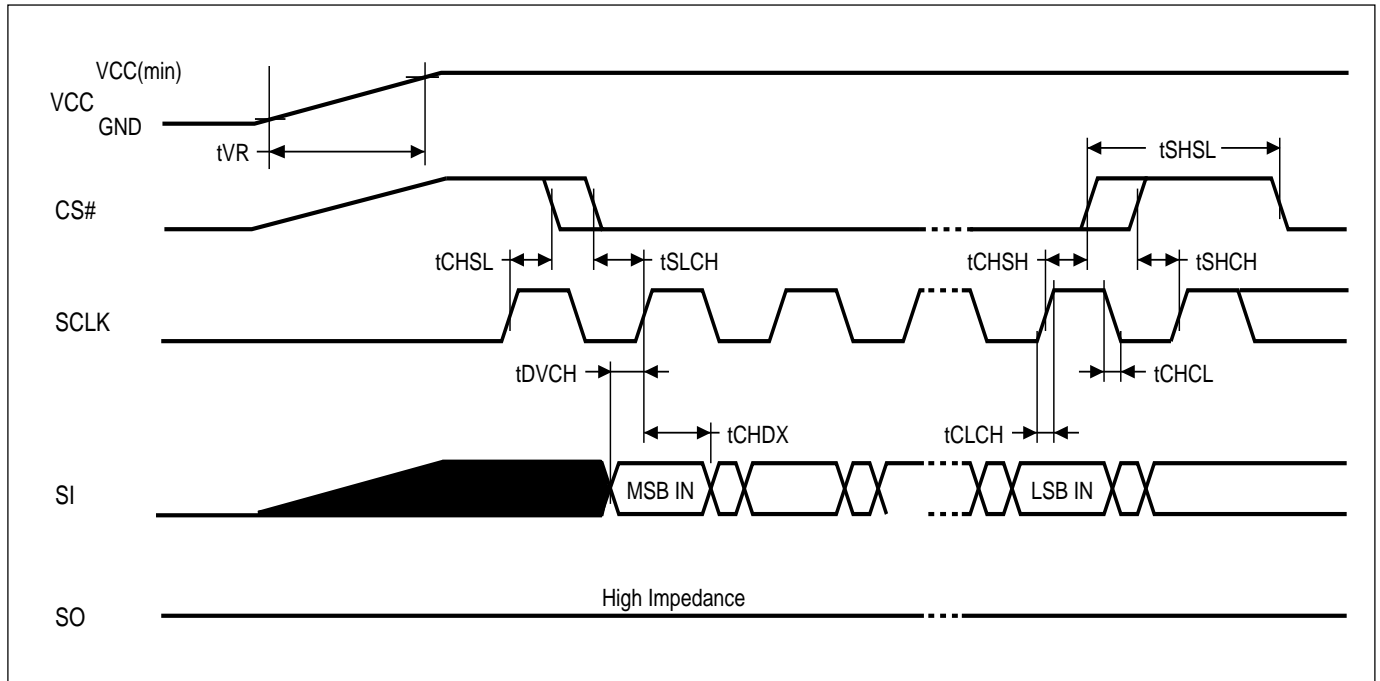 VCC(min)
VCC
GND
tVR
tSHSL
CS#
tCHSL
tSLCH
tCHSH
tSHCH
SCLK
tDVCH
tCHCL
tCHDX
tCLCH
SI
MSB IN
LSB IN
High Impedance
SO